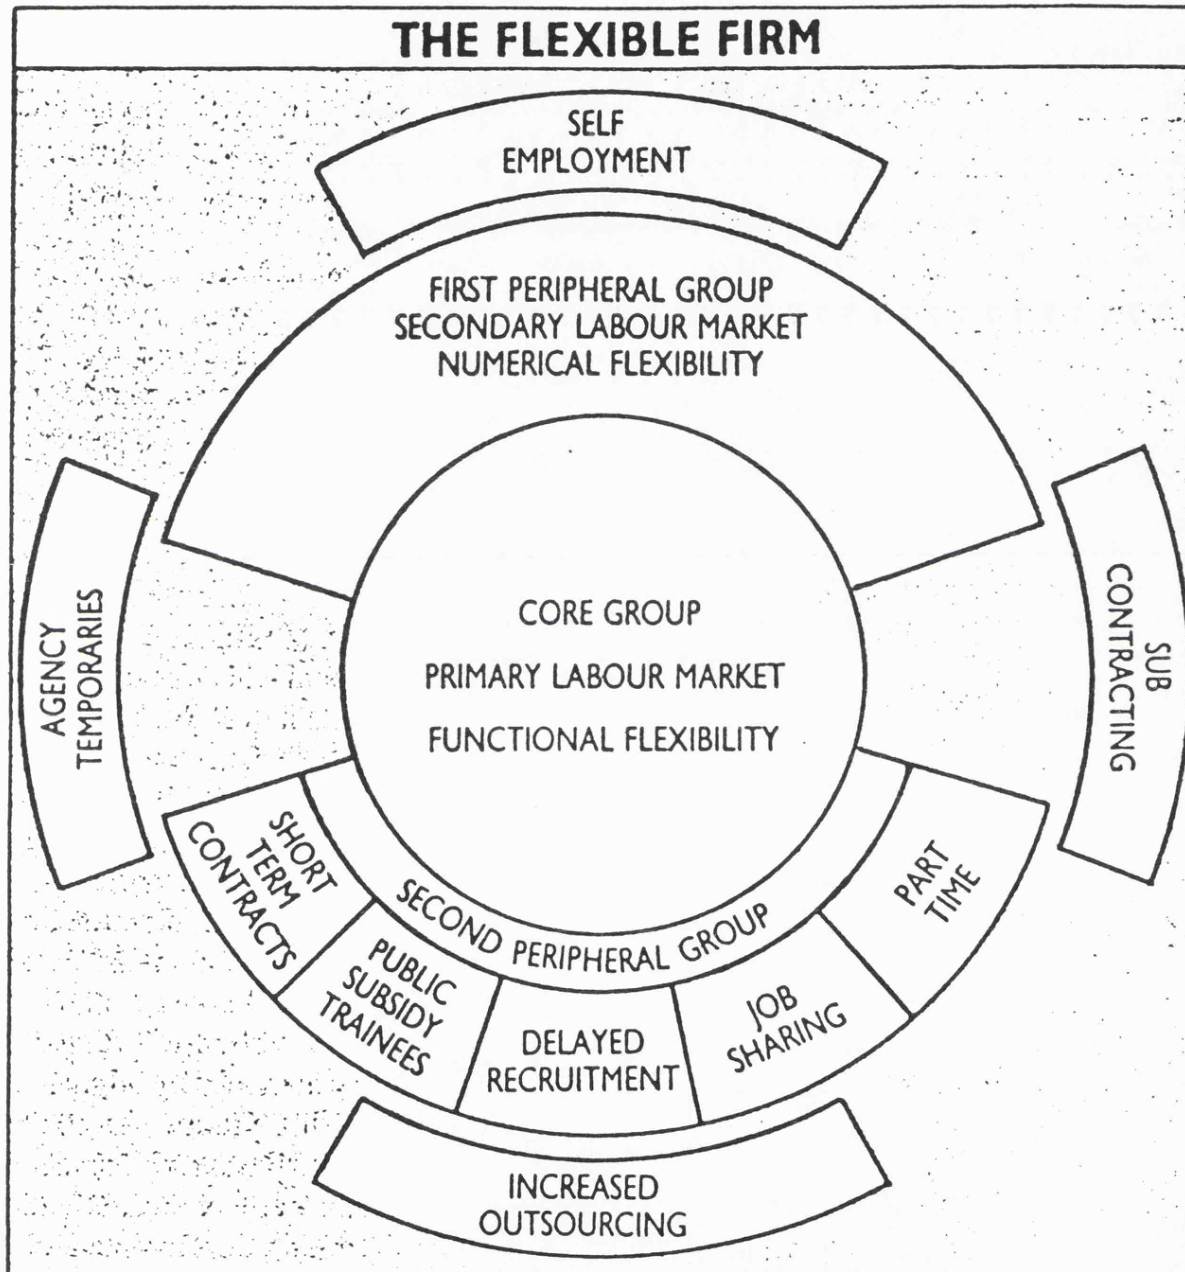 THE FLEXIBLE FIRM
SELF
EMPLOYMENT
FIRST PERIPHERAL GROUP
SECONDARY LABOUR MARKET
NUMERICAL FLEXIBILITY
AGENCY
TEMPORARIES
CORE GROUP
PRIMARY LABOUR MARKET
FUNCTIONAL FLEXIBILITY
SUB
CONTRACTING
SECOND PERIPHERAL GROUP
SHORT
TERM
CONTRACTS
PUBLIC
SUBSIDY
TRAINEES
DELAYED
RECRUITMENT
JOB
SHARING
PART
TIME
INCREASED
OUTSOURCING